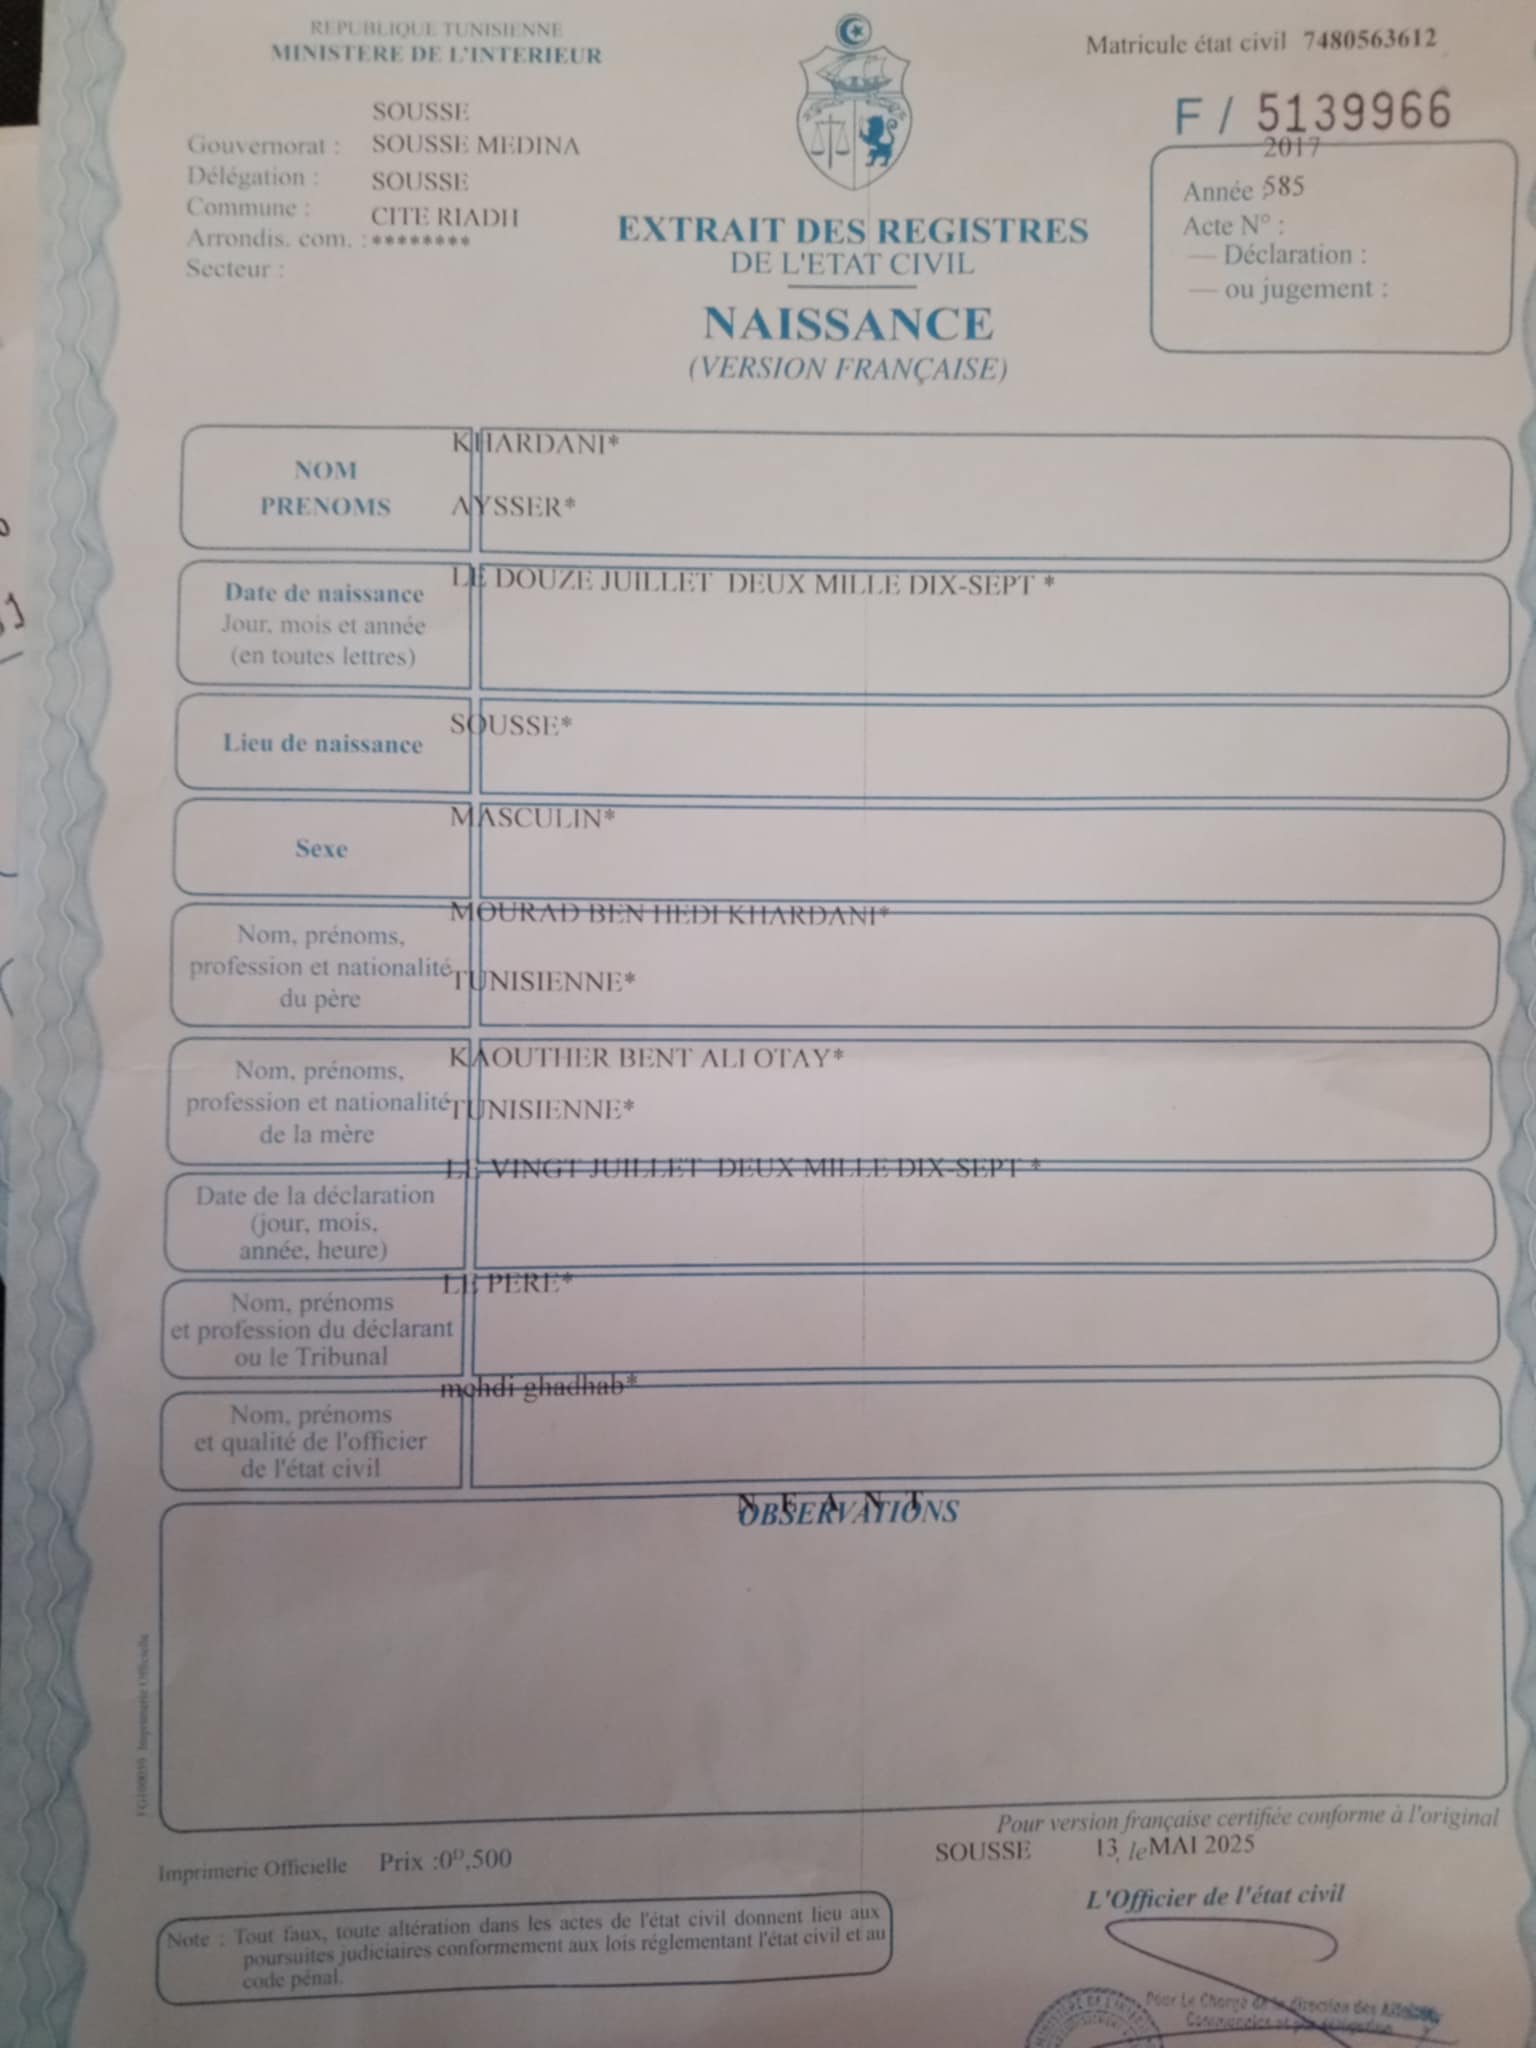 REPUBLIQUE TUNISIENNE
MINISTERE DE L'INTERIEUR
Matricule état civil 7480563612
F / 5139966
SOUSSE
Gouvernorat : SOUSSE MEDINA
Délégation : SOUSSE
Commune : CITE RIADH
Arrondis. com. : ********
Secteur :
2017
Année : 585
Acte N° :
— Déclaration :
— ou jugement :
EXTRAIT DES REGISTRES
DE L'ETAT CIVIL
NAISSANCE
(VERSION FRANÇAISE)
KHARDANI*
NOM
PRENOMS AYSSER*
LE DOUZE JUILLET DEUX MILLE DIX-SEPT *
Date de naissance
Jour, mois et année
(en toutes lettres)
SOUSSE*
Lieu de naissance
MASCULIN*
Sexe
MOURAD BEN HEDI KHARDANI*
Nom, prénoms,
profession et nationalité TUNISIENNE*
du père
KAOUTHER BENT ALI OTAY*
Nom, prénoms,
profession et nationalité TUNISIENNE*
de la mère
LE VINGT JUILLET DEUX MILLE DIX-SEPT *
Date de la déclaration
(jour, mois,
année, heure)
LE PERE*
Nom, prénoms
et profession du déclarant
ou le Tribunal
mohdi ghadhab*
Nom, prénoms
et qualité de l'officier
de l'état civil
N E A N T
OBSERVATIONS
Imprimerie Officielle
Pour version française certifiée conforme à l'original
SOUSSE 13, le MAI 2025
Imprimerie Officielle Prix :0ᴰ,500
L'Officier de l'état civil
Note : Tout faux, toute altération dans les actes de l'état civil donnent lieu aux
poursuites judiciaires conformement aux lois réglementant l'état civil et au
code pénal.
Pour Le Chargé de la direction des